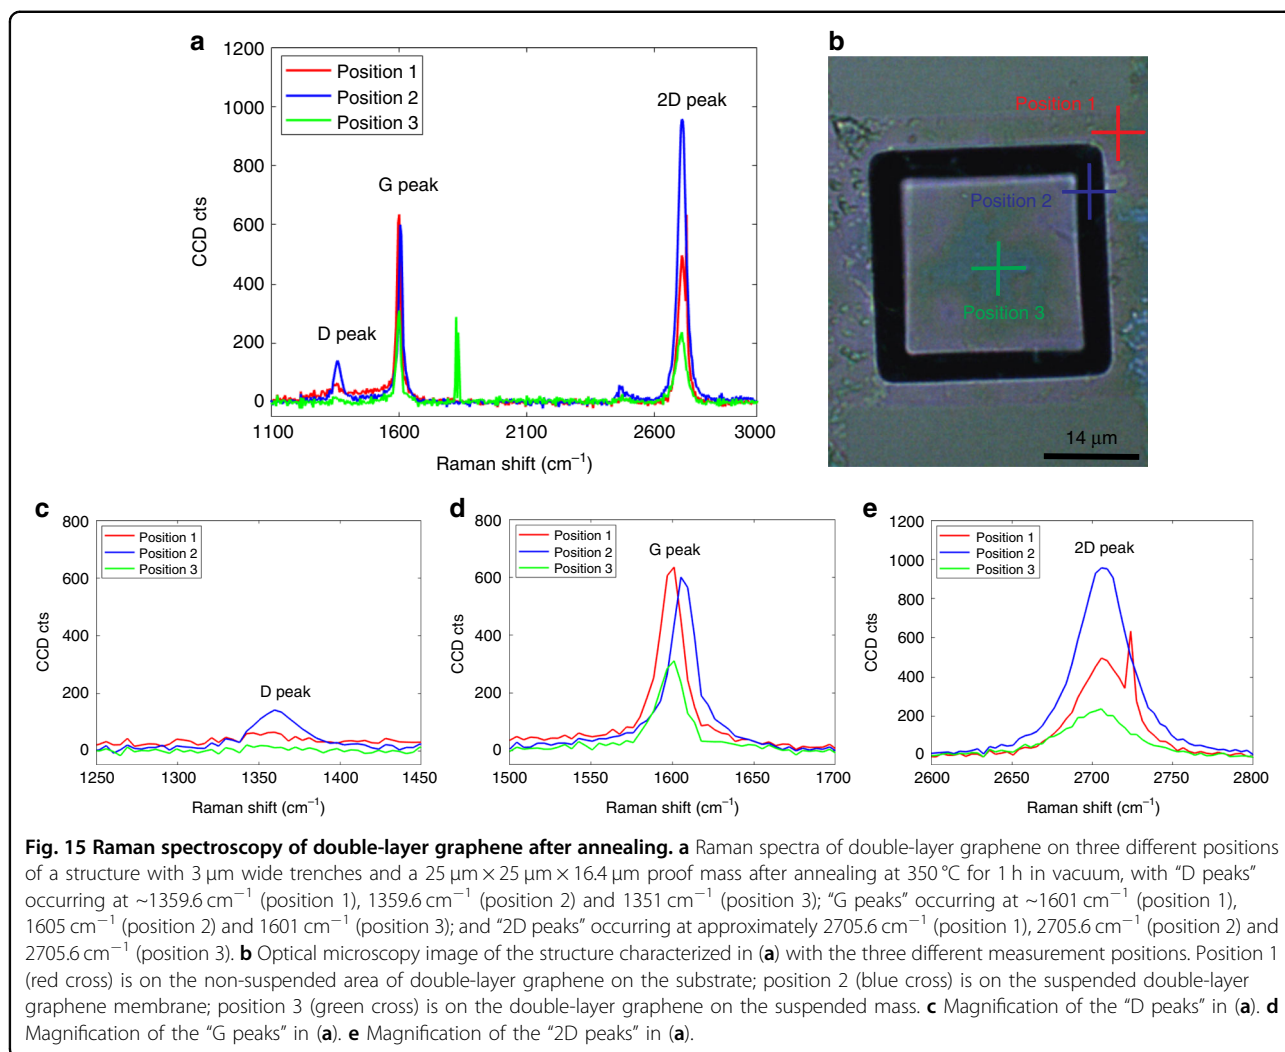 a
1200
1000
800
600
400
200
0
CCD cts
Position 1
Position 2
Position 3
D peak
G peak
2D peak
1100 1600 2100 2600 3000
Raman shift (cm⁻¹)
b
Position 1
Position 2
Position 3
14 μm
c
800
600
400
200
0
CCD cts
Position 1
Position 2
Position 3
D peak
1250 1300 1350 1400 1450
Raman shift (cm⁻¹)
d
800
600
400
200
0
CCD cts
Position 1
Position 2
Position 3
G peak
1500 1550 1600 1650 1700
Raman shift (cm⁻¹)
e
1200
1000
800
600
400
200
0
CCD cts
Position 1
Position 2
Position 3
2D peak
2600 2650 2700 2750 2800
Raman shift (cm⁻¹)
Fig. 15 Raman spectroscopy of double-layer graphene after annealing. a Raman spectra of double-layer graphene on three different positions
of a structure with 3 μm wide trenches and a 25 μm × 25 μm × 16.4 μm proof mass after annealing at 350 °C for 1 h in vacuum, with “D peaks”
occurring at ~1359.6 cm⁻¹ (position 1), 1359.6 cm⁻¹ (position 2) and 1351 cm⁻¹ (position 3); “G peaks” occurring at ~1601 cm⁻¹ (position 1),
1605 cm⁻¹ (position 2) and 1601 cm⁻¹ (position 3); and “2D peaks” occurring at approximately 2705.6 cm⁻¹ (position 1), 2705.6 cm⁻¹ (position 2) and
2705.6 cm⁻¹ (position 3). b Optical microscopy image of the structure characterized in (a) with the three different measurement positions. Position 1
(red cross) is on the non-suspended area of double-layer graphene on the substrate; position 2 (blue cross) is on the suspended double-layer
graphene membrane; position 3 (green cross) is on the double-layer graphene on the suspended mass. c Magnification of the “D peaks” in (a). d
Magnification of the “G peaks” in (a). e Magnification of the “2D peaks” in (a).